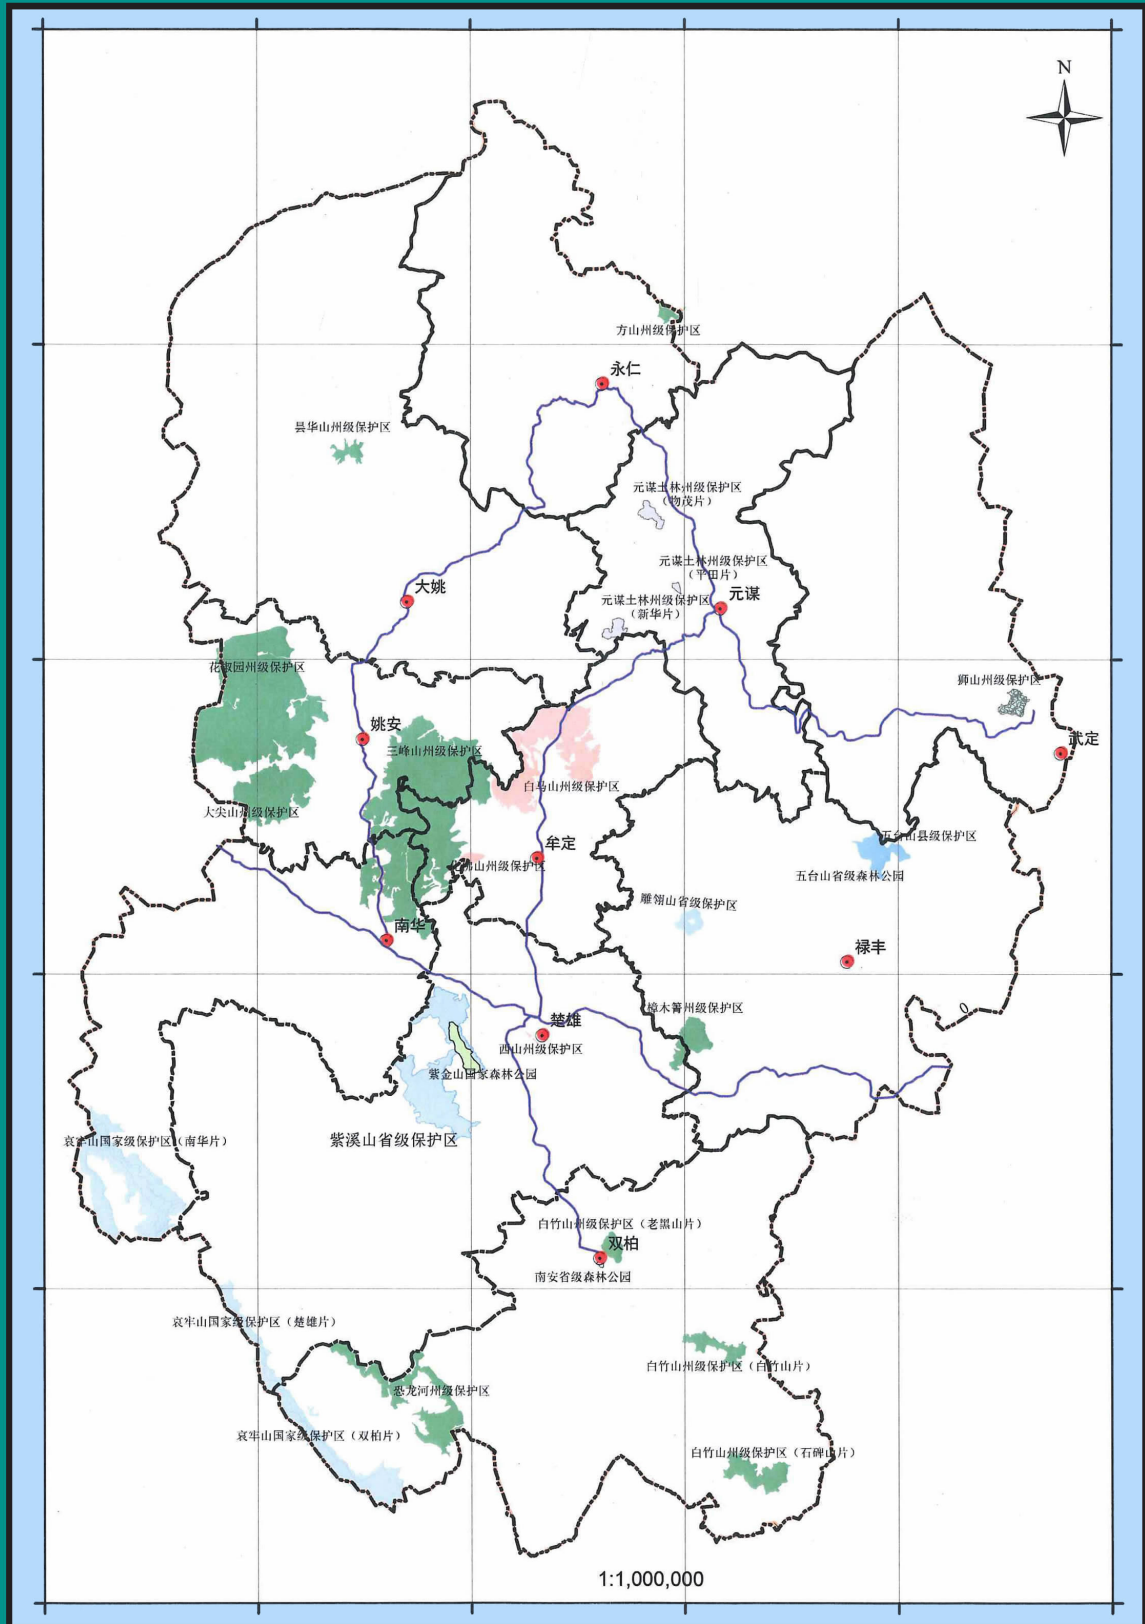 N
方山州级保护区
永仁
昙华山州级保护区
元谋土林州级保护区
（物茂片）
元谋土林州级保护区
（平田片）
大姚
元谋
元谋土林州级保护区
（新华片）
花椒园州级保护区
狮山州级保护区
姚安
武定
三峰山州级保护区
白马山州级保护区
大尖山州级保护区
五台山县级保护区
牟定
化佛山州级保护区
五台山省级森林公园
雕翎山省级保护区
南华
禄丰
樟木箐州级保护区
楚雄
西山州级保护区
紫金山国家森林公园
紫溪山省级保护区
哀牢山国家级保护区（南华片）
白竹山州级保护区（老黑山片）
双柏
南安省级森林公园
哀牢山国家级保护区（楚雄片）
白竹山州级保护区（白竹山片）
恐龙河州级保护区
哀牢山国家级保护区（双柏片）
白竹山州级保护区（石碑山片）
1:1,000,000